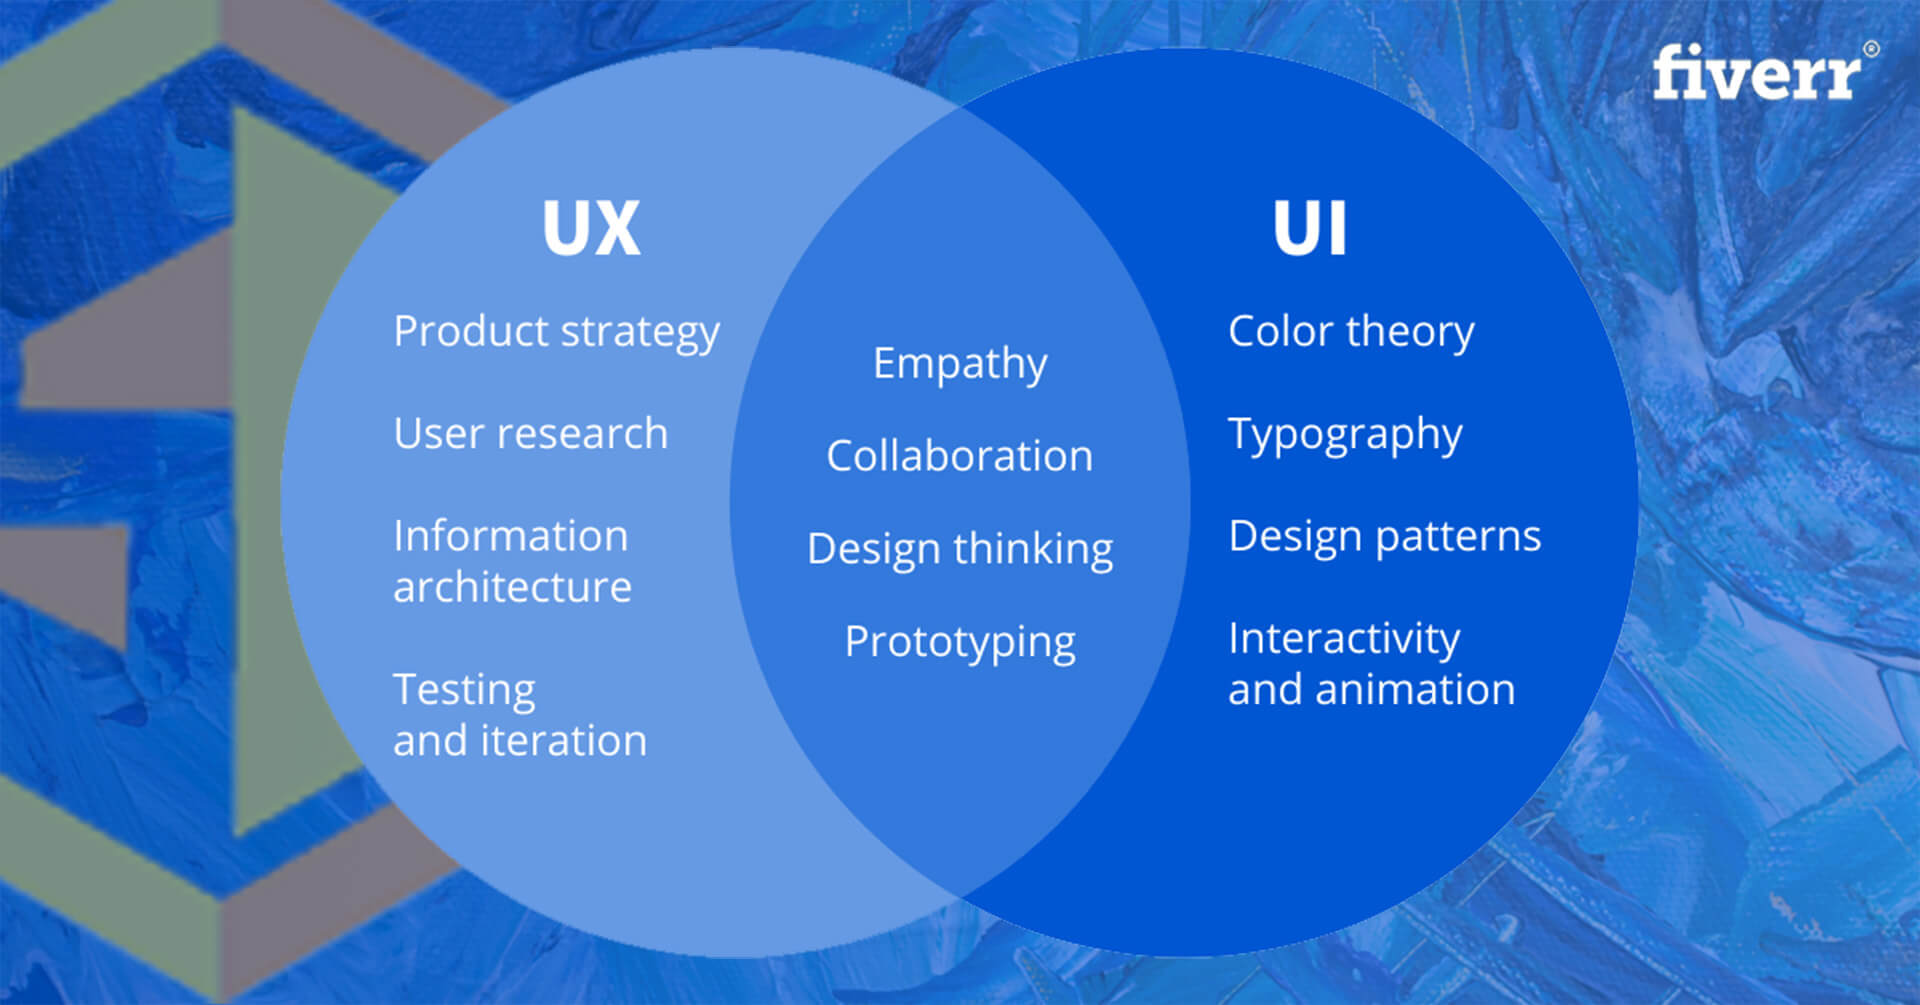 fiverr®
UX
Product strategy
User research
Information
architecture
Testing
and iteration
Empathy
Collaboration
Design thinking
Prototyping
UI
Color theory
Typography
Design patterns
Interactivity
and animation